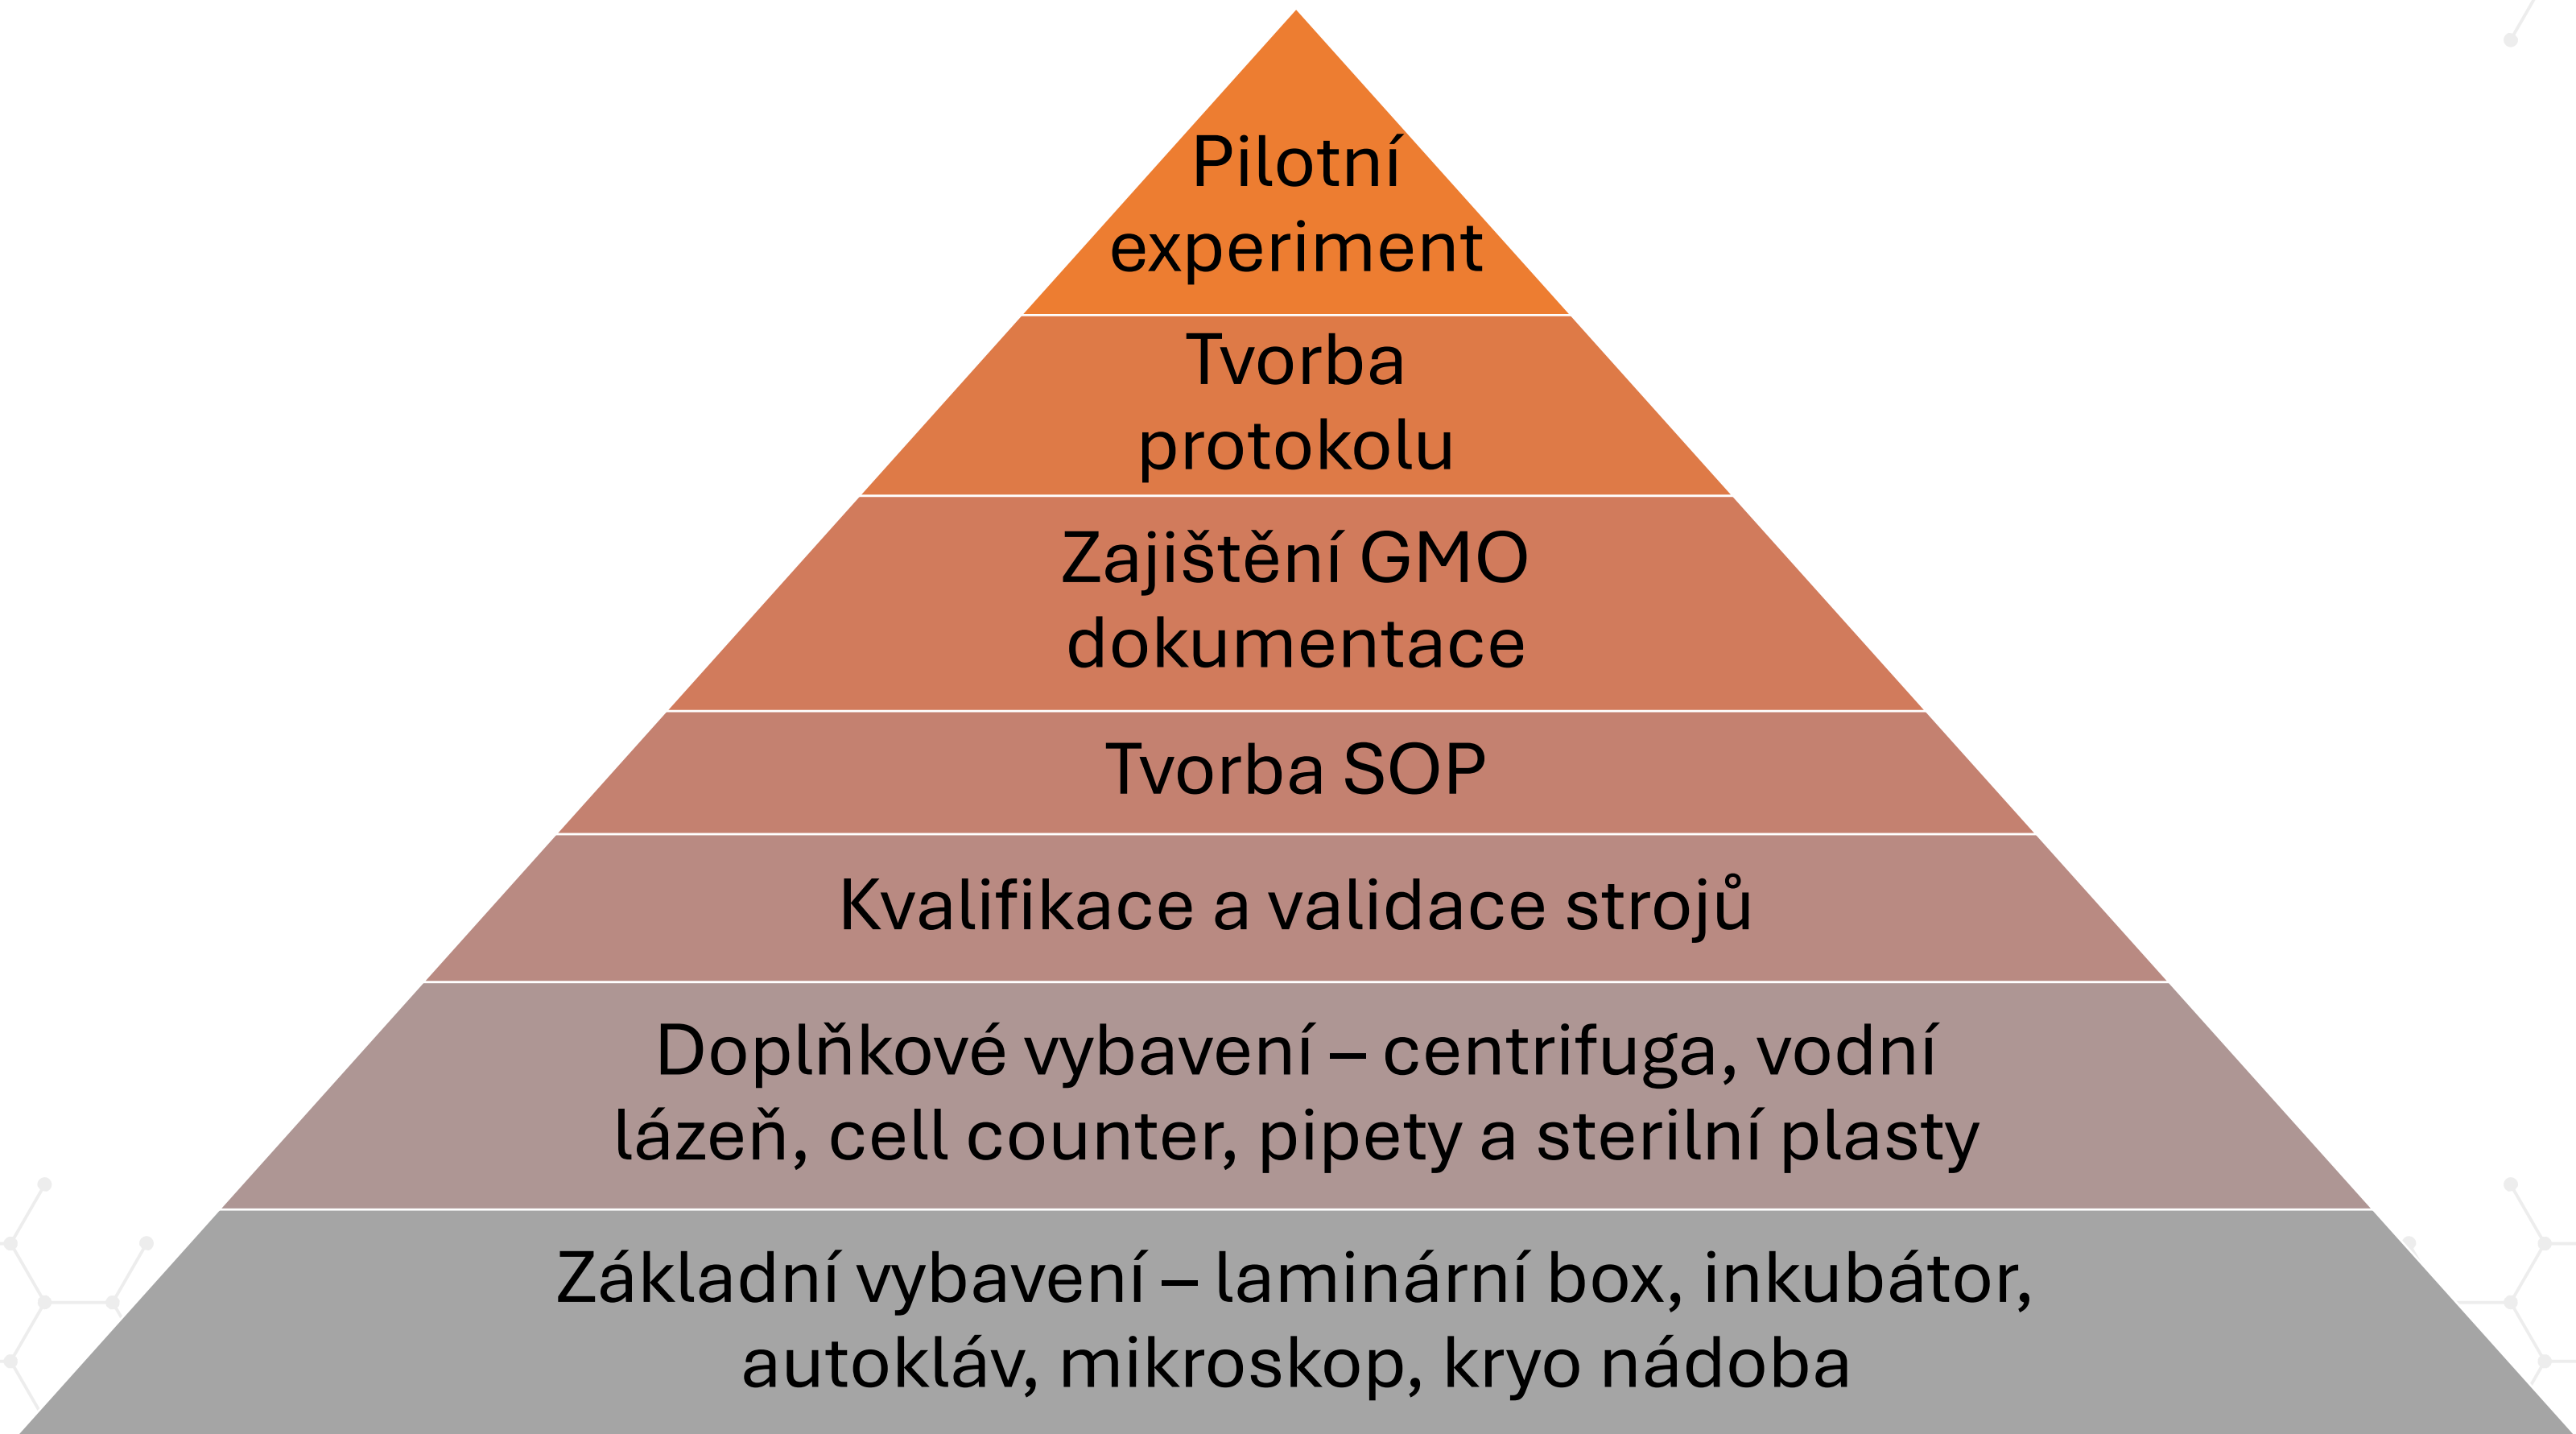 Pilotní
experiment
Tvorba
protokolu
Zajištění GMO
dokumentace
Tvorba SOP
Kvalifikace a validace strojů
Doplňkové vybavení – centrifuga, vodní
lázeň, cell counter, pipety a sterilní plasty
Základní vybavení – laminární box, inkubátor,
autokláv, mikroskop, kryo nádoba